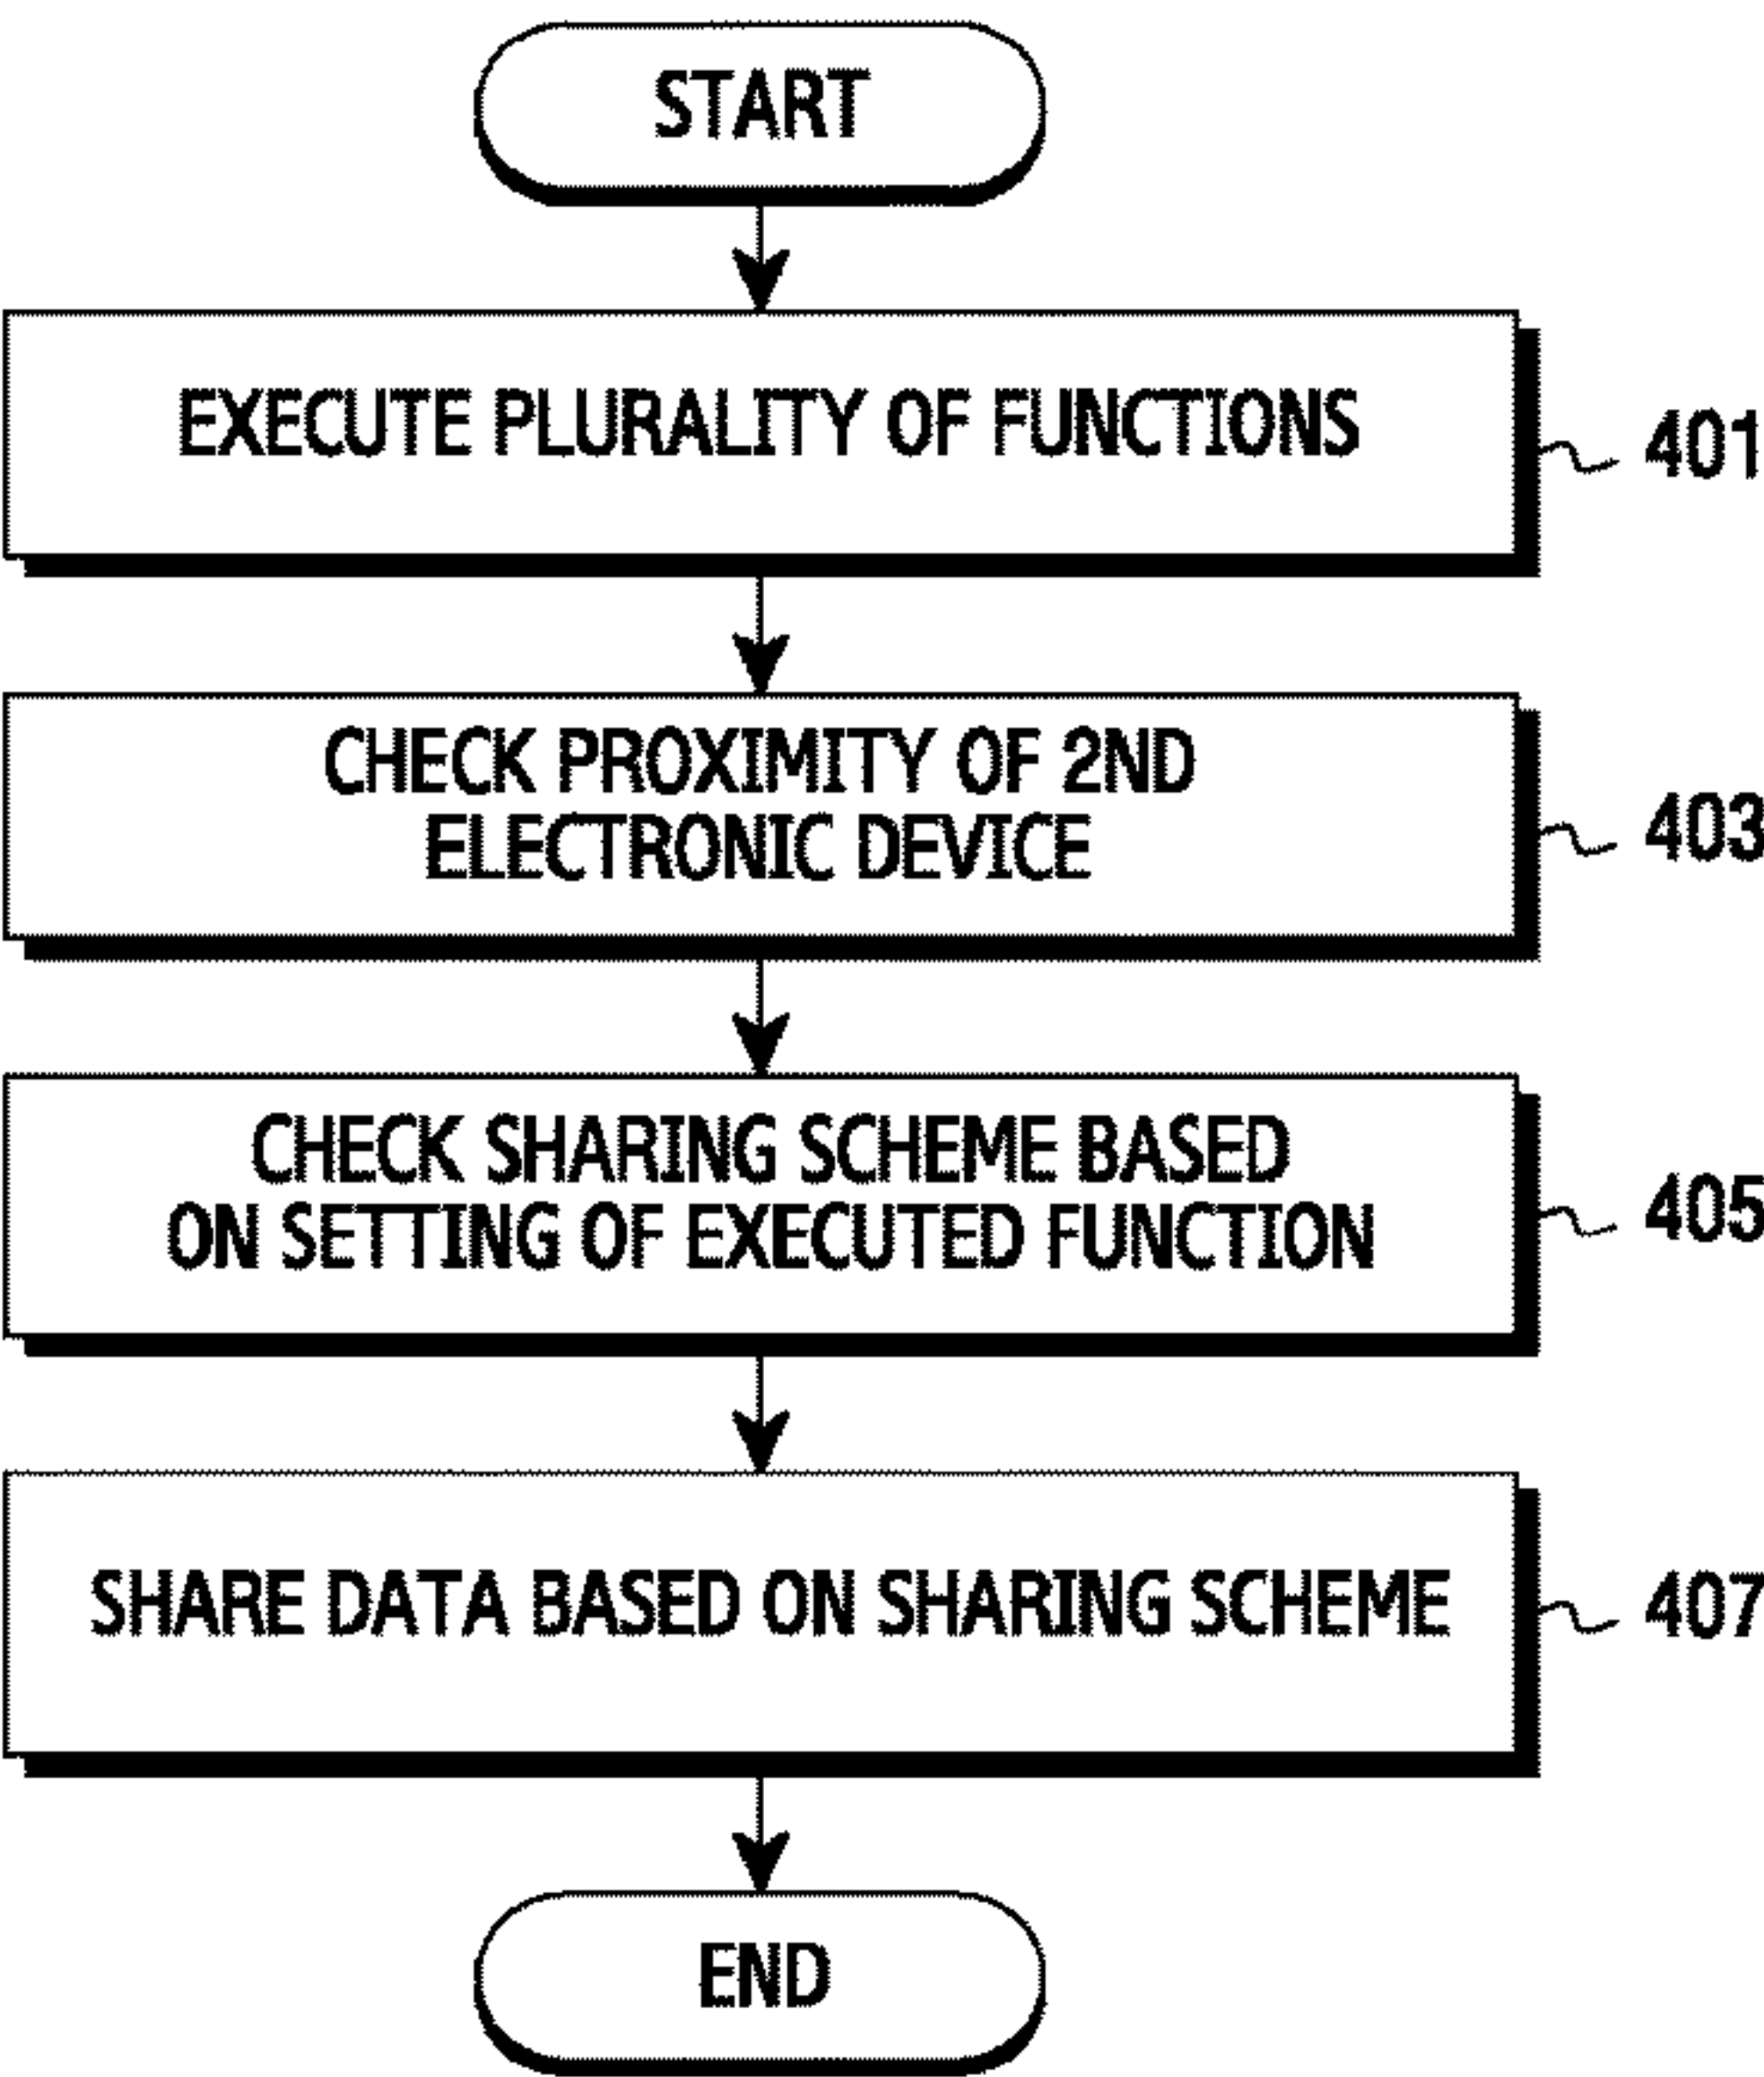 START
EXECUTE PLURALITY OF FUNCTIONS
401
CHECK PROXIMITY OF 2ND
ELECTRONIC DEVICE
403
CHECK SHARING SCHEME BASED
ON SETTING OF EXECUTED FUNCTION
405
SHARE DATA BASED ON SHARING SCHEME
407
END